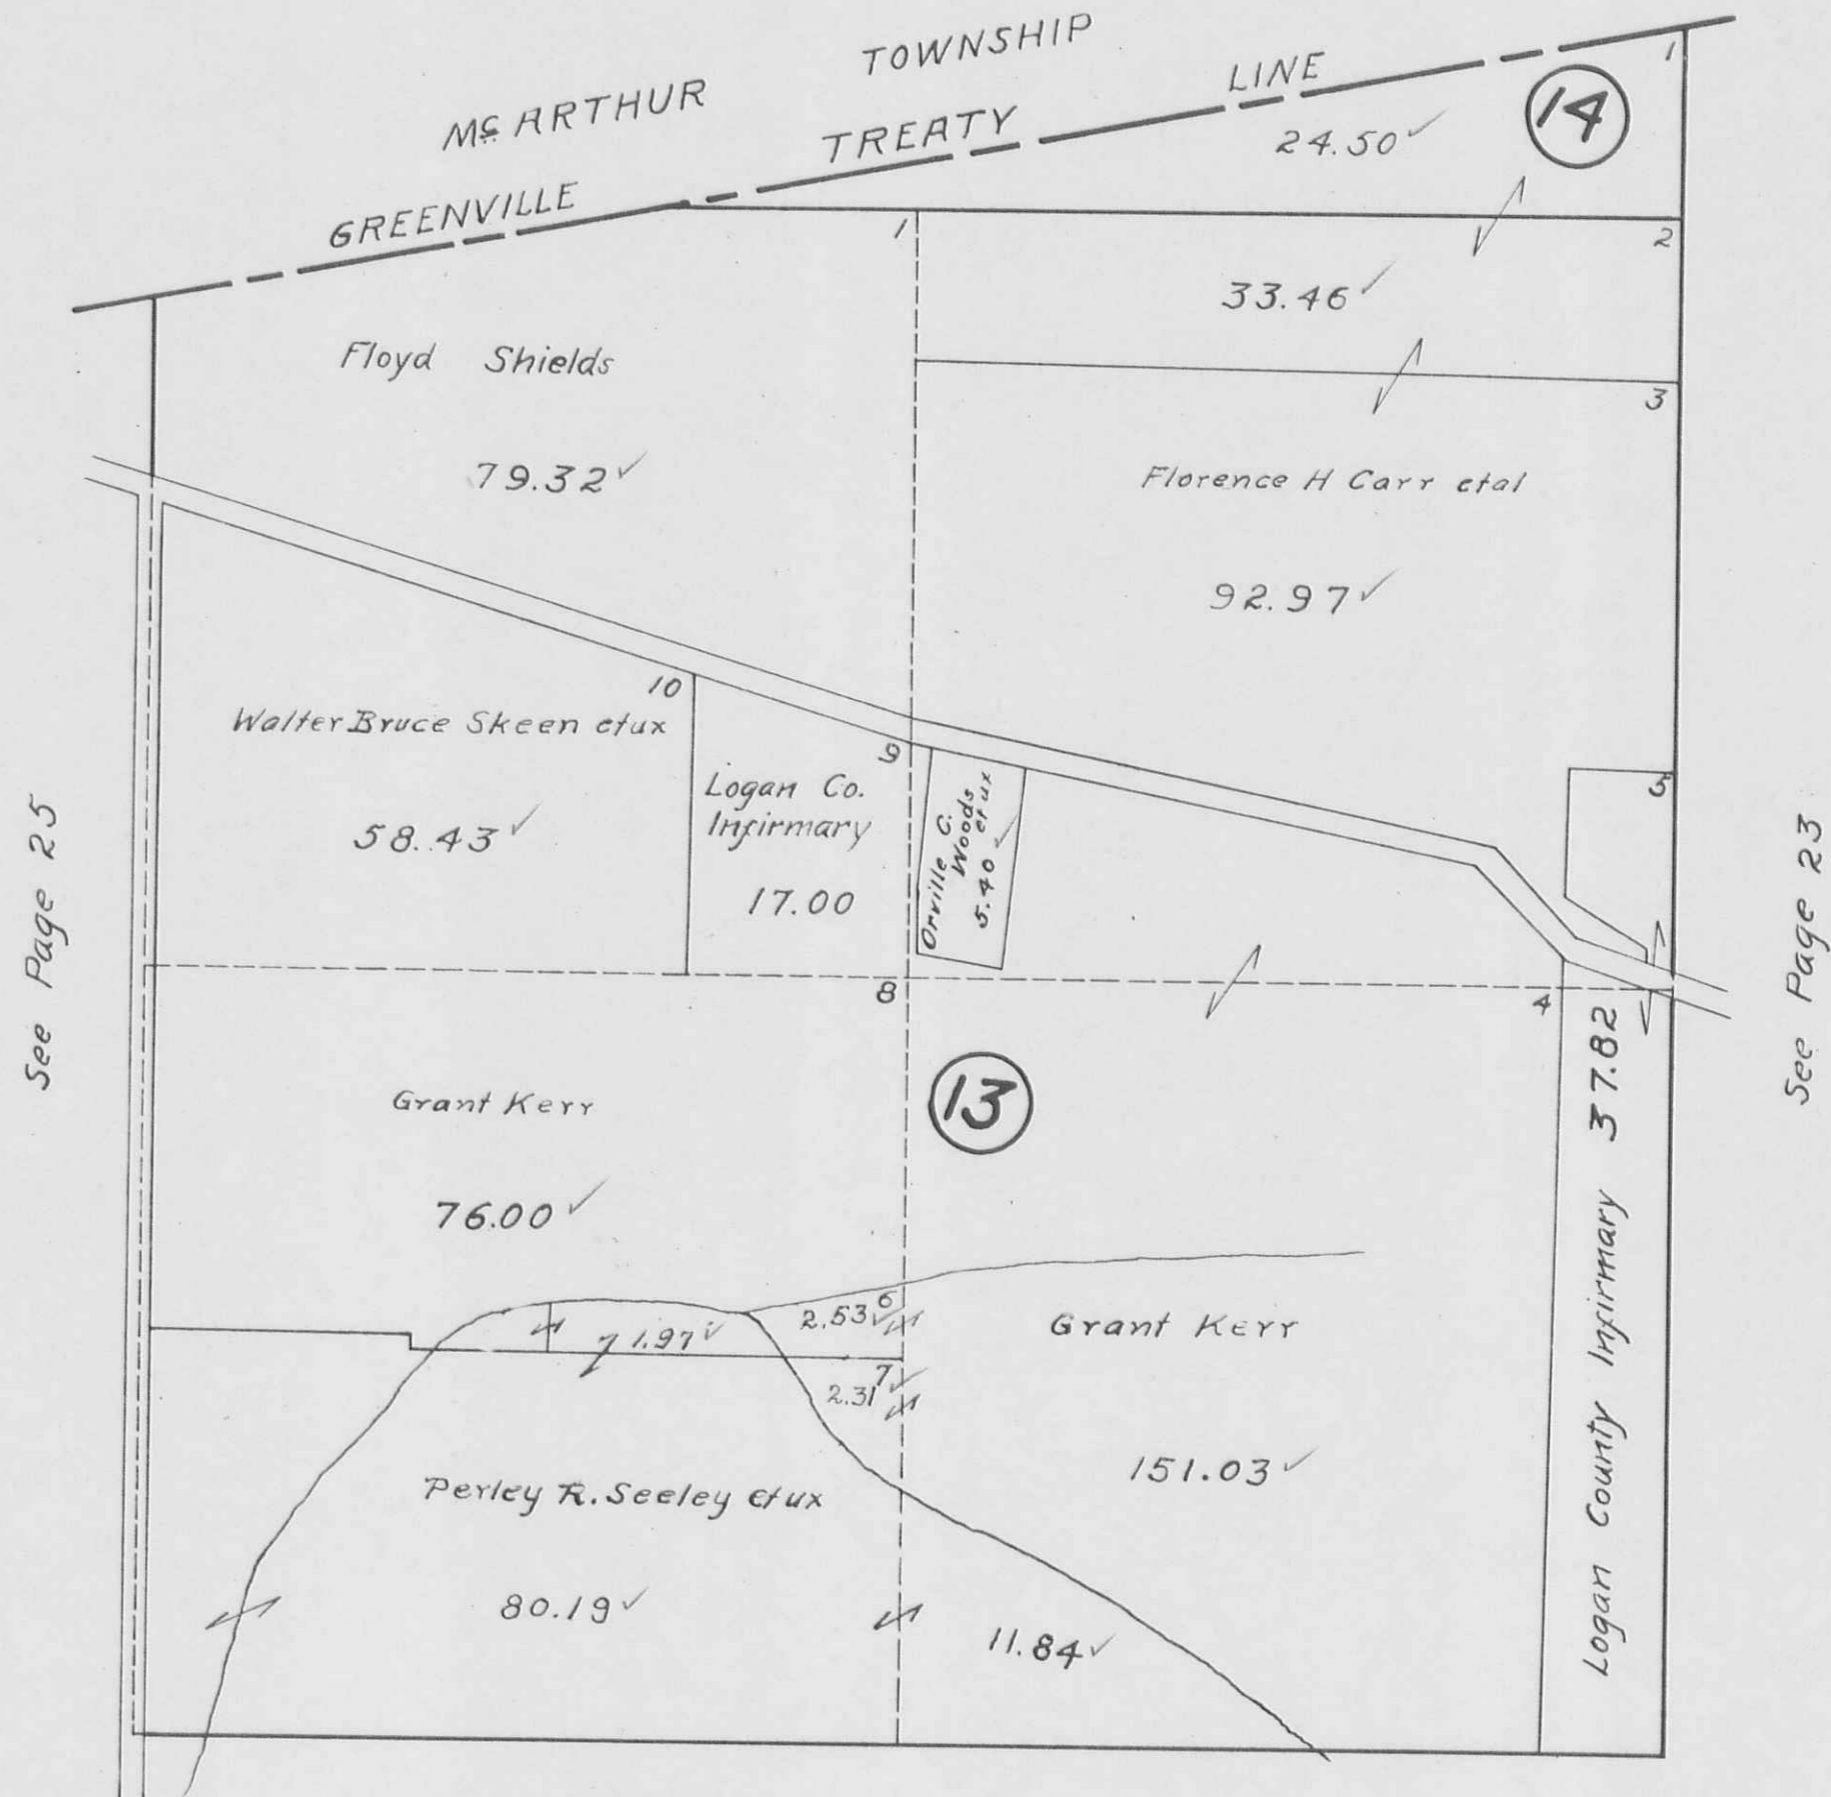 McARTHUR TOWNSHIP
GREENVILLE TREATY LINE
1
14
24.50 ✓
1
2
33.46 ✓
Floyd Shields
79.32 ✓
3
Florence H Carr etal
92.97 ✓
10
Walter Bruce Skeen etux
58.43 ✓
9
Logan Co.
Infirmary
17.00
Orville C.
Woods
et ux
5.40 ✓
5
See Page 25
See Page 23
8
4
13
Grant Kerr
76.00 ✓
Logan County Infirmary 37.82
6
2.53 ✓
1.97 ✓
7
2.31 ✓
Grant Kerr
151.03 ✓
Perley R. Seeley etux
80.19 ✓
11.84 ✓